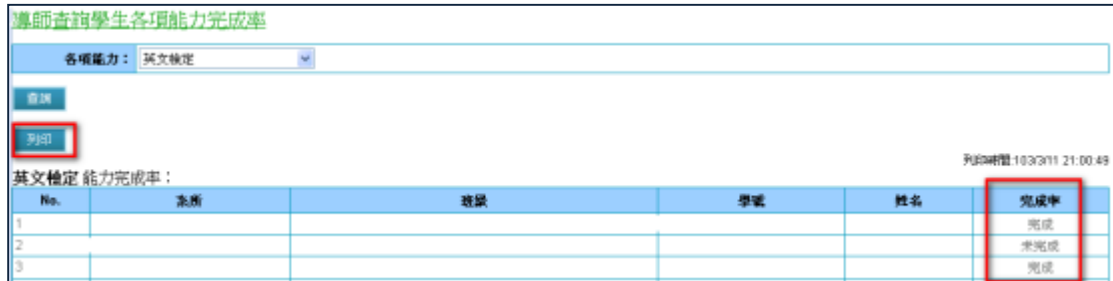 導師查詢學生各項能力完成率
各項能力： 英文檢定
查詢
列印
列印時間:103/3/11 21:00:49
英文檢定 能力完成率：
No. 系所 班級 學號 姓名 完成率
1 完成
2 未完成
3 完成